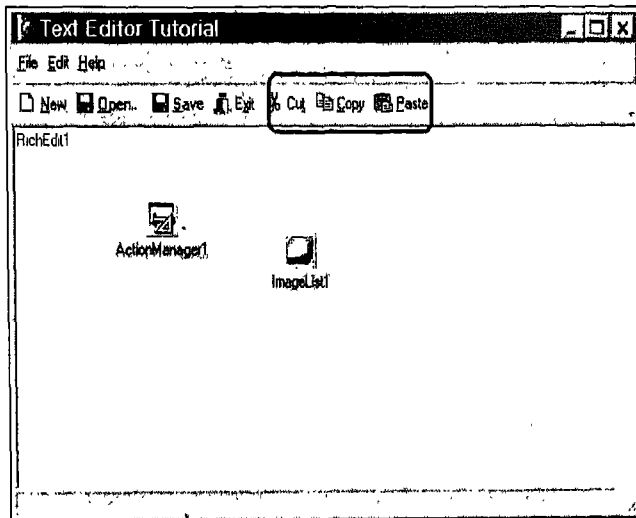 Text Editor Tutorial
File Edit Help
New Open.. Save Exit Cut Copy Paste
RichEdit1
ActionManager1
ImageList1